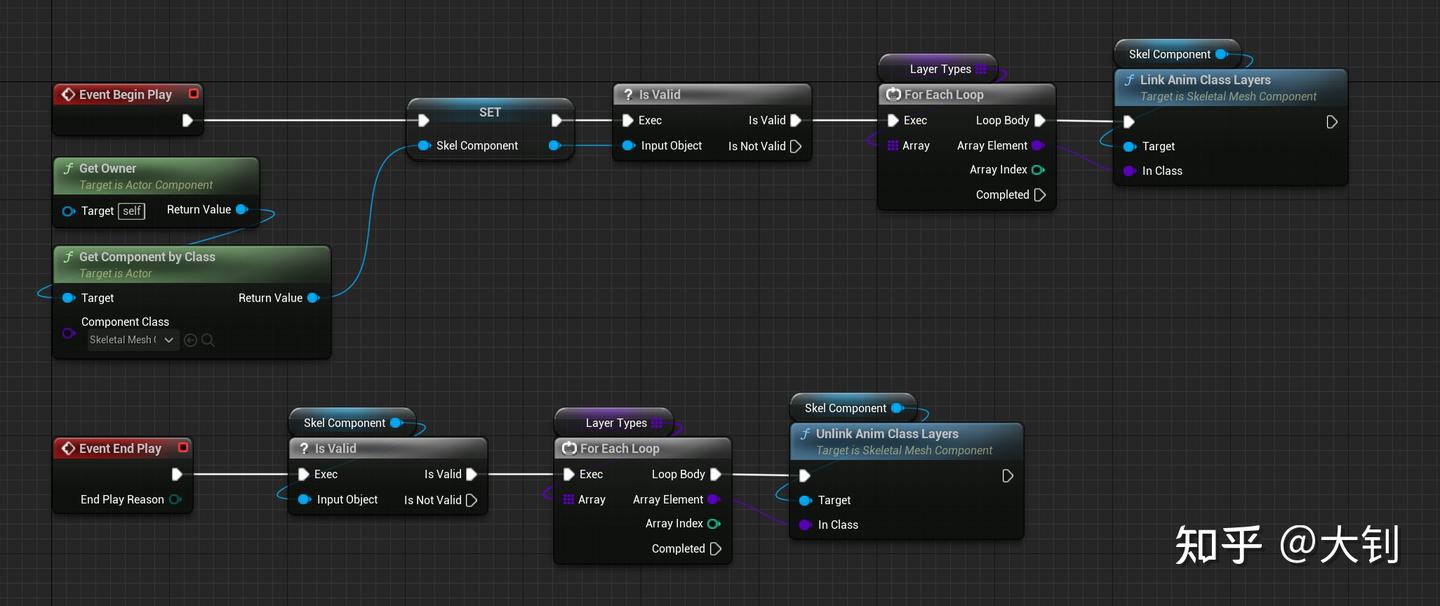 Event Begin Play
Get Owner
Target is Actor Component
Target self Return Value
Get Component by Class
Target is Actor
Target Return Value
Component Class
Skeletal Mesh
SET
Skel Component
? Is Valid
Exec Is Valid
Input Object Is Not Valid
Layer Types
For Each Loop
Exec Loop Body
Array Array Element
Array Index
Completed
Skel Component
f Link Anim Class Layers
Target is Skeletal Mesh Component
Target
In Class
Event End Play
End Play Reason
Skel Component
? Is Valid
Exec Is Valid
Input Object Is Not Valid
Layer Types
For Each Loop
Exec Loop Body
Array Array Element
Array Index
Completed
Skel Component
f Unlink Anim Class Layers
Target is Skeletal Mesh Component
Target
In Class
知乎 @大钊